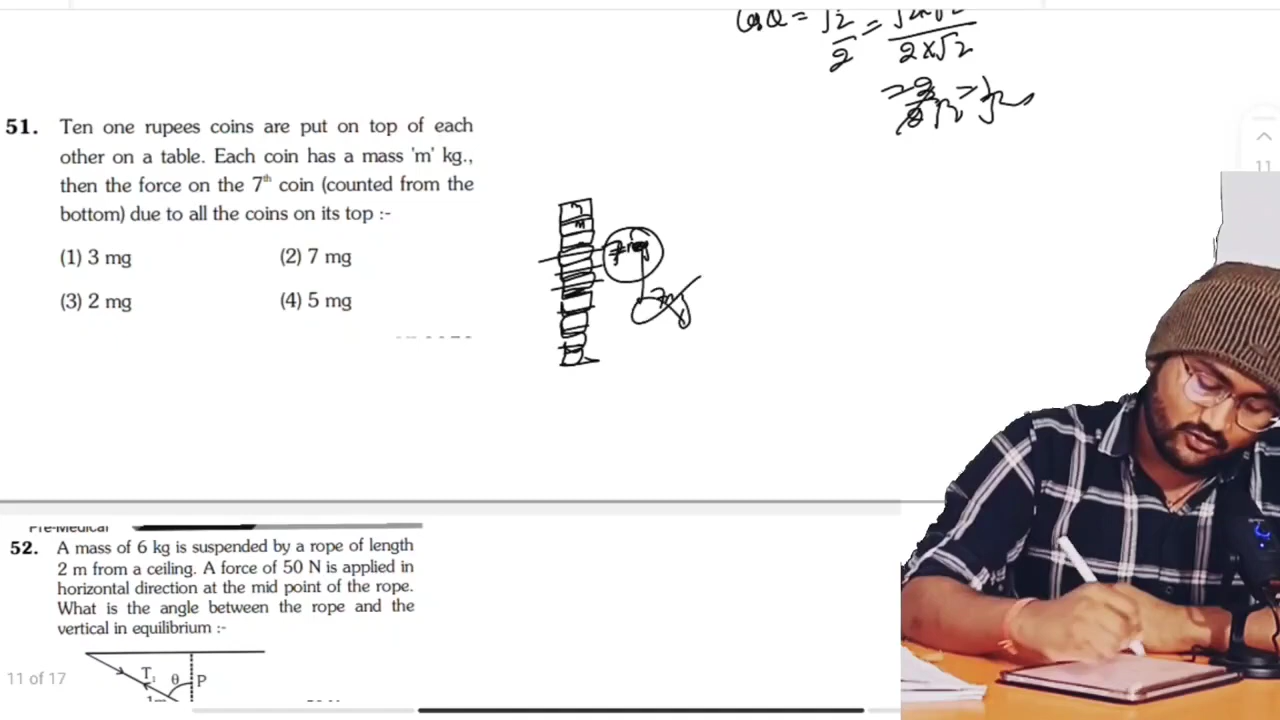 51. Ten one rupees coins are put on top of each
other on a table. Each coin has a mass 'm' kg.,
then the force on the 7th coin (counted from the
bottom) due to all the coins on its top :-
(1) 3 mg (2) 7 mg
(3) 2 mg (4) 5 mg
Pre-Medical
52. A mass of 6 kg is suspended by a rope of length
2 m from a ceiling. A force of 50 N is applied in
horizontal direction at the mid point of the rope.
What is the angle between the rope and the
vertical in equilibrium :-
T₁ θ P
11 of 17
11